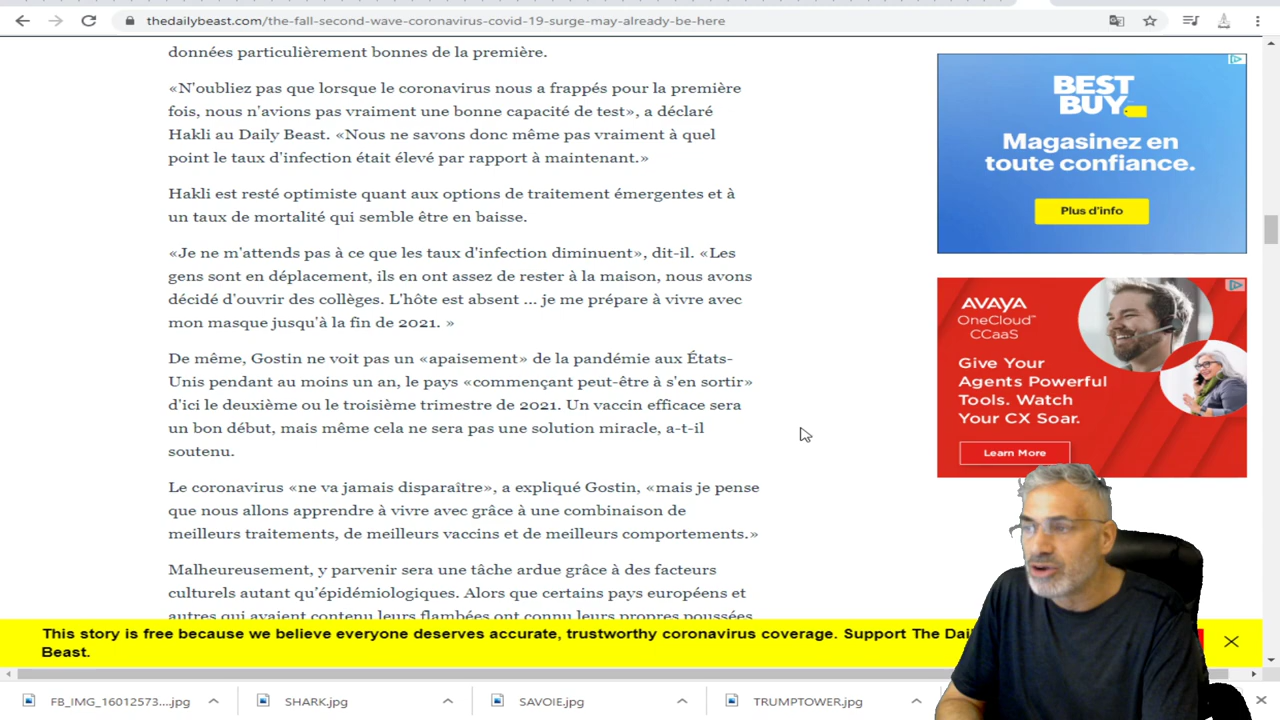 thedailybeast.com/the-fall-second-wave-coronavirus-covid-19-surge-may-already-be-here
données particulièrement bonnes de la première.
«N'oubliez pas que lorsque le coronavirus nous a frappés pour la première
fois, nous n'avions pas vraiment une bonne capacité de test», a déclaré
Hakli au Daily Beast. «Nous ne savons donc même pas vraiment à quel
point le taux d'infection était élevé par rapport à maintenant.»
Hakli est resté optimiste quant aux options de traitement émergentes et à
un taux de mortalité qui semble être en baisse.
«Je ne m'attends pas à ce que les taux d'infection diminuent», dit-il. «Les
gens sont en déplacement, ils en ont assez de rester à la maison, nous avons
décidé d'ouvrir des collèges. L'hôte est absent ... je me prépare à vivre avec
mon masque jusqu'à la fin de 2021. »
De même, Gostin ne voit pas un «apaisement» de la pandémie aux États-
Unis pendant au moins un an, le pays «commençant peut-être à s'en sortir»
d'ici le deuxième ou le troisième trimestre de 2021. Un vaccin efficace sera
un bon début, mais même cela ne sera pas une solution miracle, a-t-il
soutenu.
Le coronavirus «ne va jamais disparaître», a expliqué Gostin, «mais je pense
que nous allons apprendre à vivre avec grâce à une combinaison de
meilleurs traitements, de meilleurs vaccins et de meilleurs comportements.»
Malheureusement, y parvenir sera une tâche ardue grâce à des facteurs
culturels autant qu'épidémiologiques. Alors que certains pays européens et
autres qui avaient contenu leurs flambées ont connu leurs propres poussées
BEST
BUY
Magasinez en
toute confiance.
Plus d'info
AVAYA
OneCloud™
CCaaS
Give Your
Agents Powerful
Tools. Watch
Your CX Soar.
Learn More
This story is free because we believe everyone deserves accurate, trustworthy coronavirus coverage. Support The
Beast.
FB_IMG_16012573....jpg
SHARK.jpg
SAVOIE.jpg
TRUMPTOWER.jpg